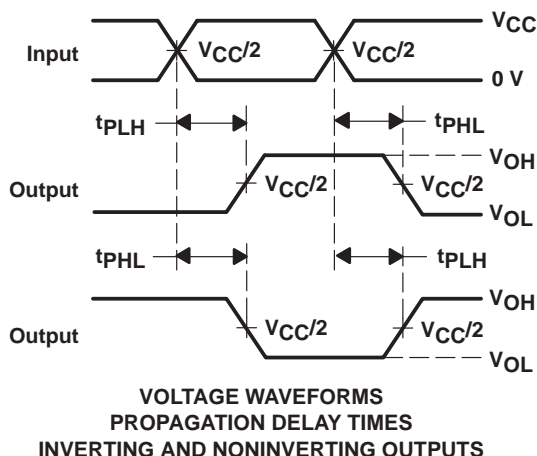 VCC
Input VCC/2 VCC/2
0 V
tPLH tPHL
VOH
Output VCC/2 VCC/2
VOL
tPHL tPLH
VOH
Output VCC/2 VCC/2
VOL
VOLTAGE WAVEFORMS
PROPAGATION DELAY TIMES
INVERTING AND NONINVERTING OUTPUTS